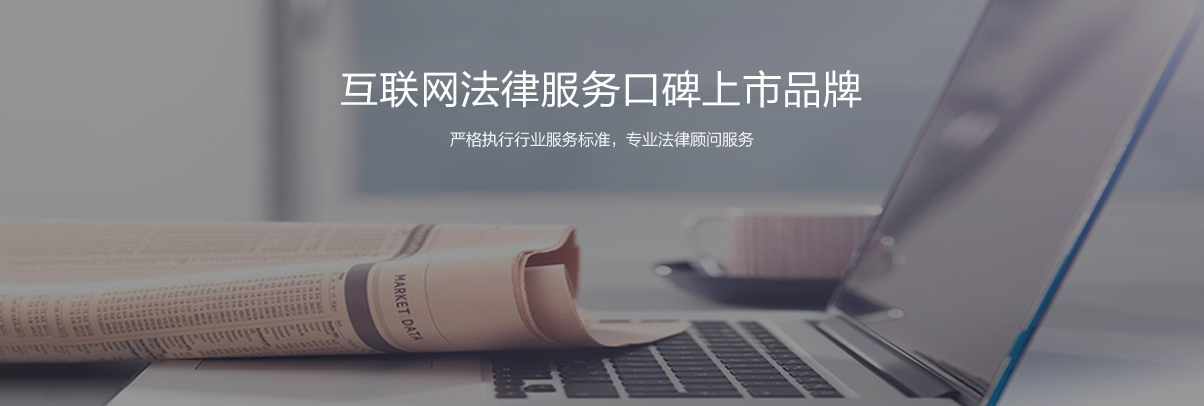 互联网法律服务口碑上市品牌
严格执行行业服务标准，专业法律顾问服务
MARKET DATA